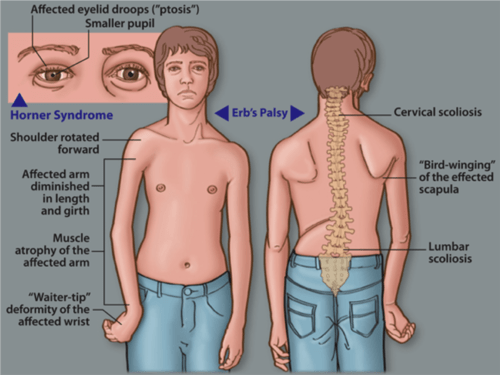 Affected eyelid droops ("ptosis")
Smaller pupil
Horner Syndrome
Erb's Palsy
Shoulder rotated
forward
Affected arm
diminished
in length
and girth
Muscle
atrophy of the
affected arm
"Waiter-tip"
deformity of the
affected wrist
Cervical scoliosis
"Bird-winging"
of the effected
scapula
Lumbar
scoliosis